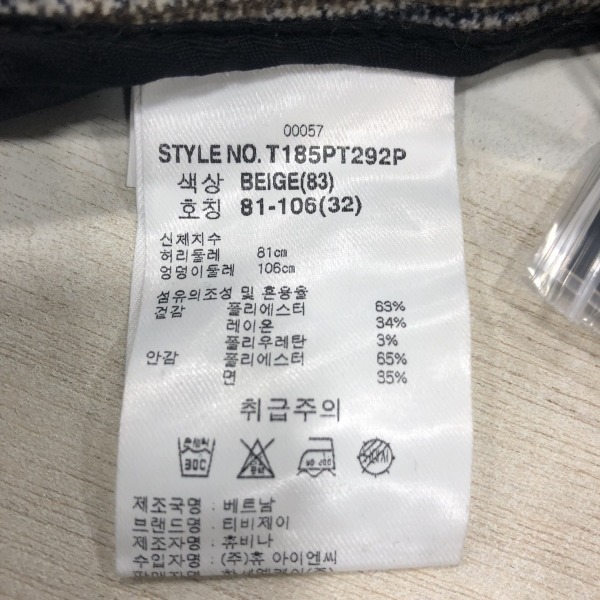 00057
STYLE NO. T185PT292P
색상 BEIGE(83)
호칭 81-106(32)
신체지수
허리둘레 81cm
엉덩이둘레 106cm
섬유의조성 및 혼용율
겉감 폴리에스터 63%
레이온 34%
폴리우레탄 3%
안감 폴리에스터 65%
면 35%
취급주의
30C
제조국명 : 베트남
브랜드명 : 티비제이
제조자명 : 휴비나
수입자명 : (주)휴 아이엔씨